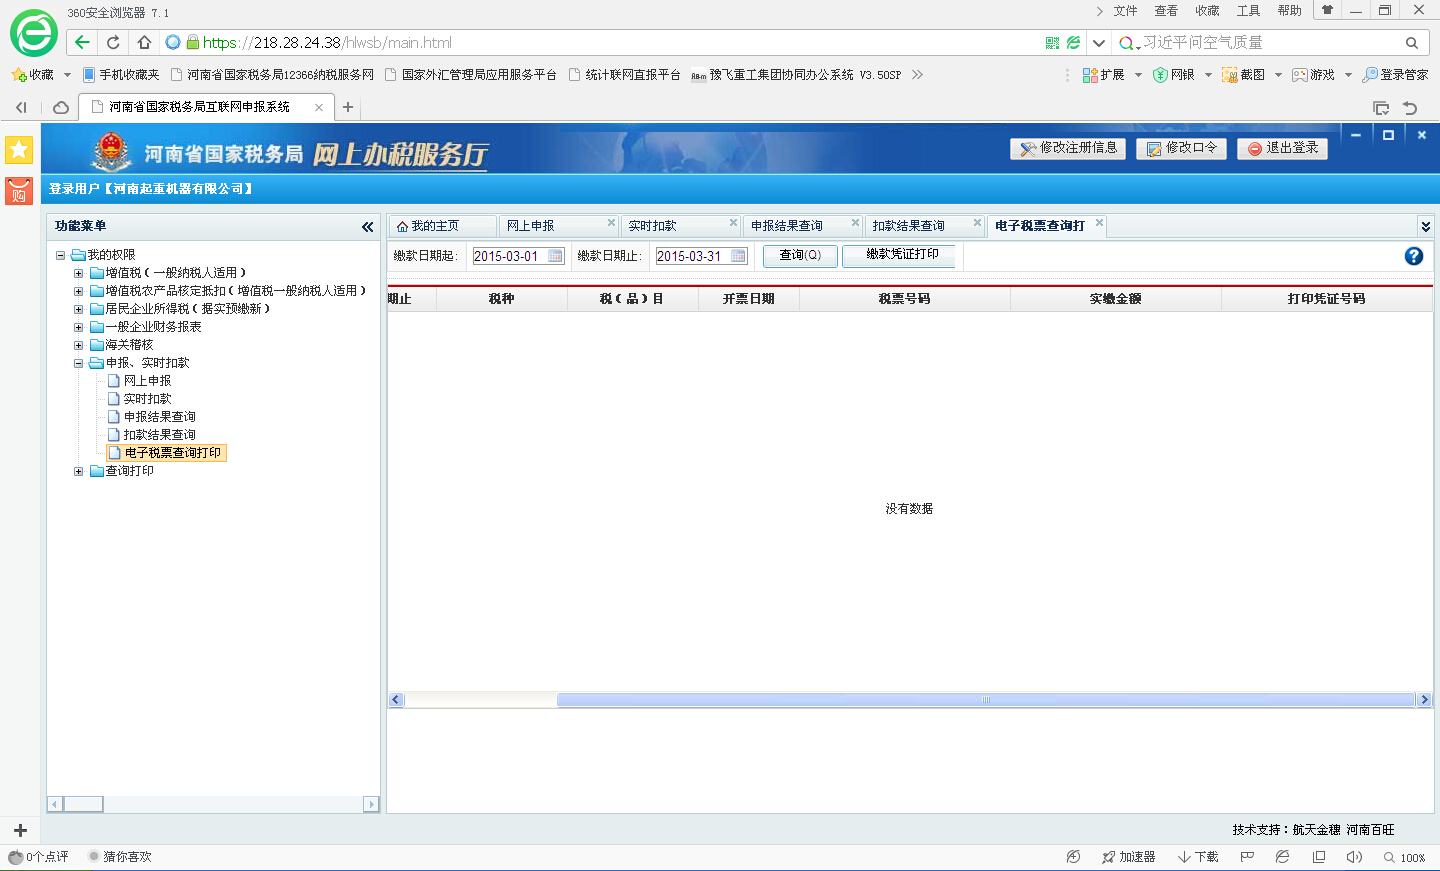 360安全浏览器 7.1
文件 查看 收藏 工具 帮助
https://218.28.24.38/hlwsb/main.html
习近平问空气质量
收藏 手机收藏夹 河南省国家税务局12366纳税服务网 国家外汇管理局应用服务平台 统计联网直报平台 RBm 豫飞重工集团协同办公系统 V3.50SP 扩展 网银 截图 游戏 登录管家
河南省国家税务局互联网申报系统
购
河南省国家税务局 网上办税服务厅
修改注册信息 修改口令 退出登录
登录用户【河南起重机器有限公司】
功能菜单
我的主页 网上申报 实时扣款 申报结果查询 扣款结果查询 电子税票查询打
缴款日期起: 2015-03-01 缴款日期止: 2015-03-31 查询(Q) 缴款凭证打印
期止 税种 税(品)目 开票日期 税票号码 实缴金额 打印凭证号码
我的权限
增值税(一般纳税人适用)
增值税农产品核定抵扣(增值税一般纳税人适用)
居民企业所得税(据实预缴新)
一般企业财务报表
海关稽核
申报、实时扣款
网上申报
实时扣款
申报结果查询
扣款结果查询
电子税票查询打印
查询打印
没有数据
技术支持：航天金穗 河南百旺
0个点评 猜你喜欢 加速器 下载 100%